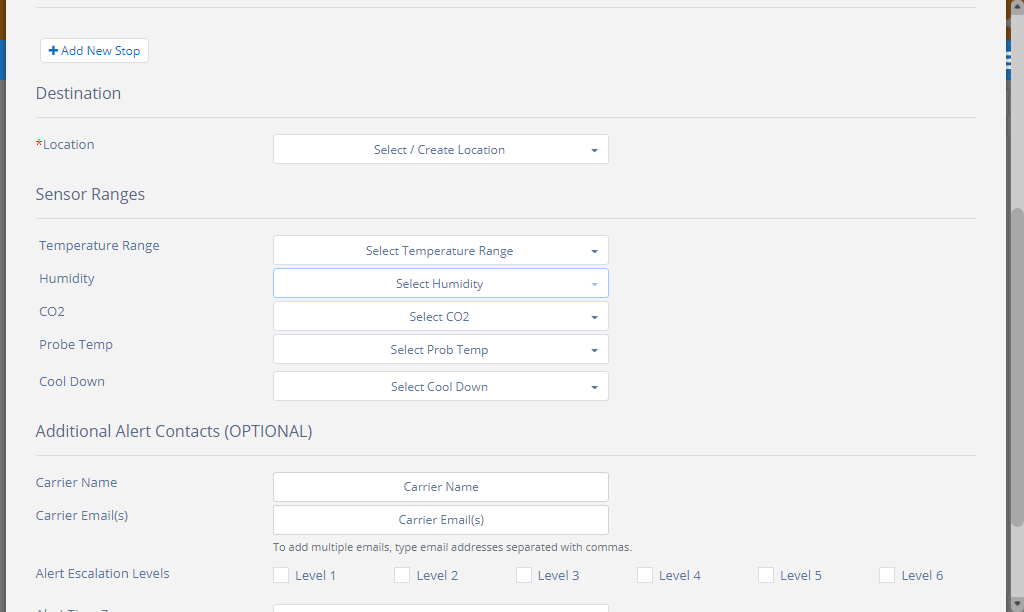 Add New Stop
Destination
*Location
Select / Create Location
Sensor Ranges
Temperature Range
Select Temperature Range
Humidity
Select Humidity
CO2
Select CO2
Probe Temp
Select Prob Temp
Cool Down
Select Cool Down
Additional Alert Contacts (OPTIONAL)
Carrier Name
Carrier Name
Carrier Email(s)
Carrier Email(s)
To add multiple emails, type email addresses separated with commas.
Alert Escalation Levels
Level 1
Level 2
Level 3
Level 4
Level 5
Level 6